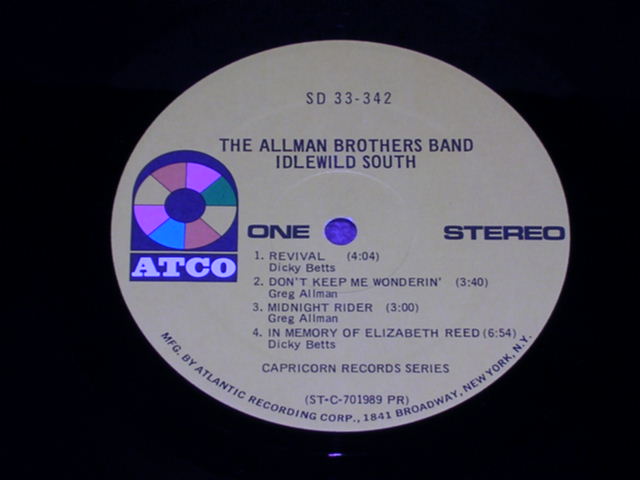 SD 33-342
THE ALLMAN BROTHERS BAND
IDLEWILD SOUTH
ATCO
ONE
STEREO
1. REVIVAL (4:04)
Dicky Betts
2. DON'T KEEP ME WONDERIN' (3:40)
Greg Allman
3. MIDNIGHT RIDER (3:00)
Greg Allman
4. IN MEMORY OF ELIZABETH REED (6:54)
Dicky Betts
CAPRICORN RECORDS SERIES
(ST-C-701989 PR)
MFG. BY ATLANTIC RECORDING CORP., 1841 BROADWAY, NEW YORK, N.Y.